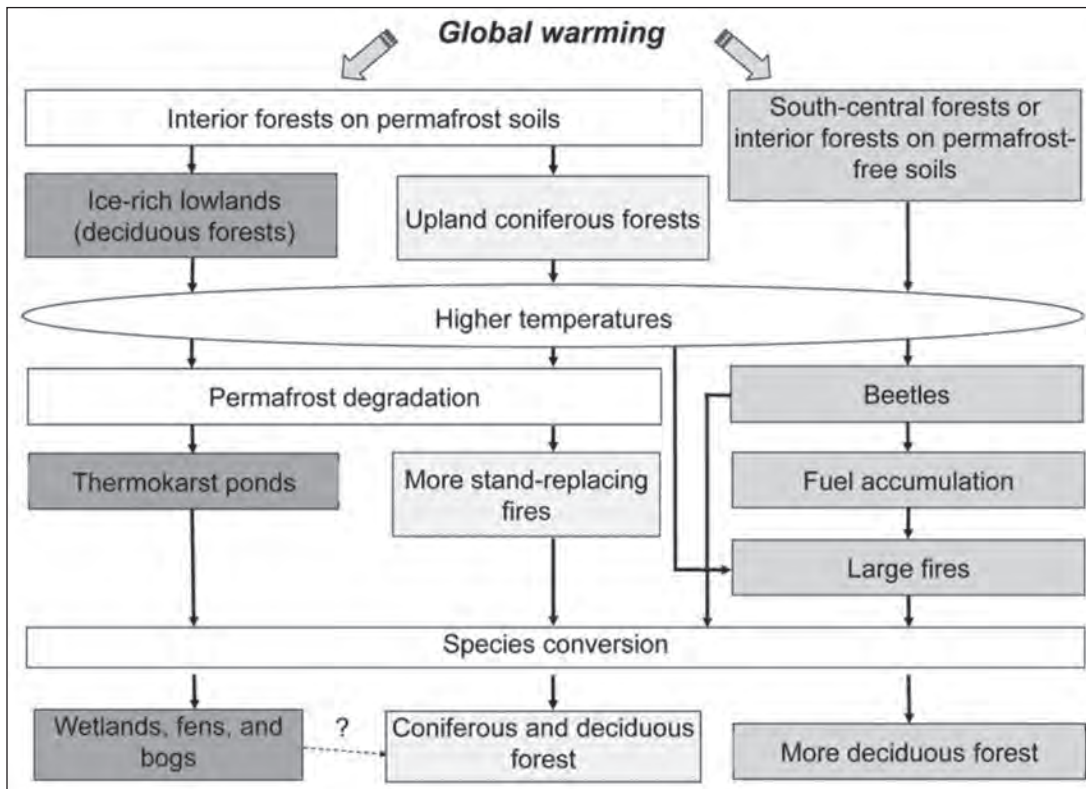 Global warming
Interior forests on permafrost soils
South-central forests or
interior forests on permafrost-
free soils
Ice-rich lowlands
(deciduous forests)
Upland coniferous forests
Higher temperatures
Permafrost degradation
Beetles
Thermokarst ponds
More stand-replacing
fires
Fuel accumulation
Large fires
Species conversion
Wetlands, fens, and
bogs
?
Coniferous and deciduous
forest
More deciduous forest